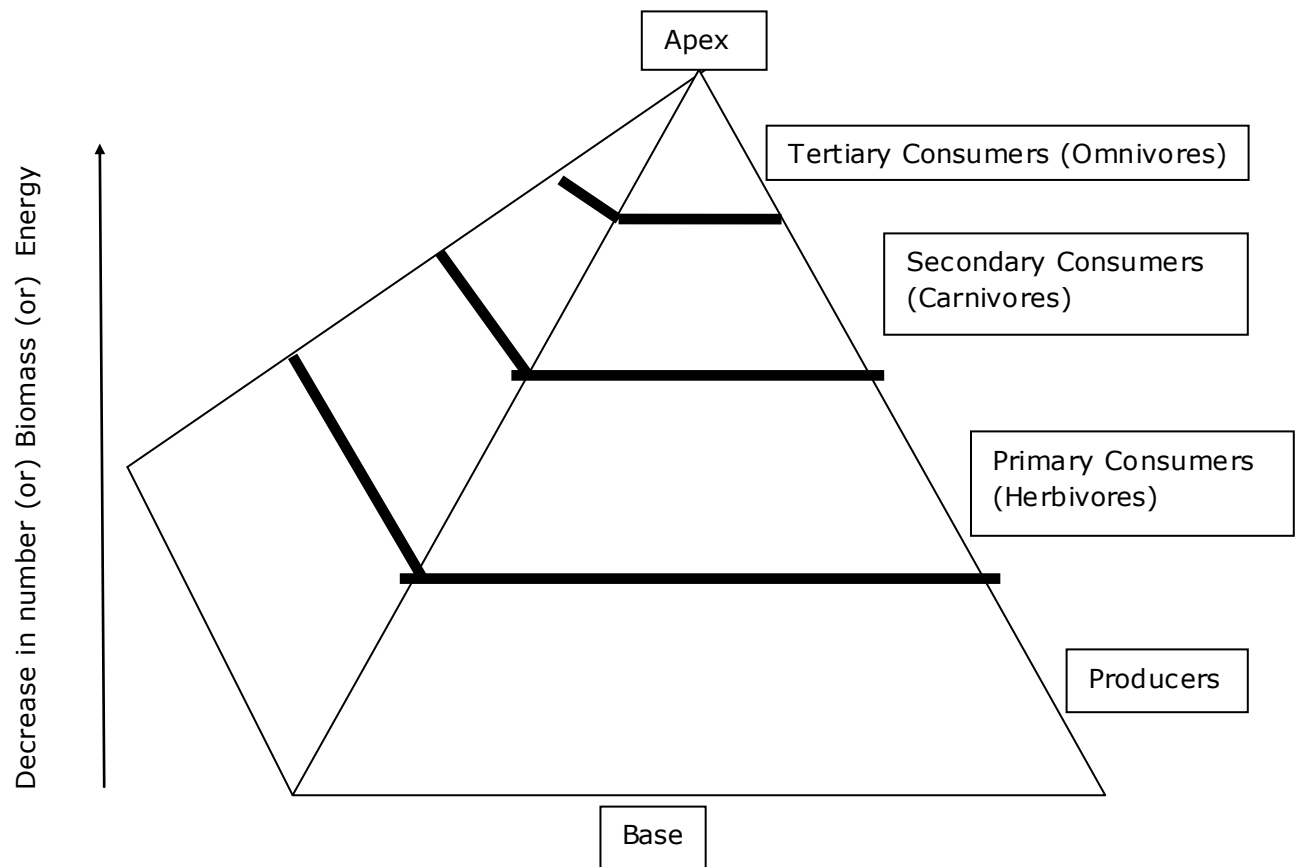 Apex
Tertiary Consumers (Omnivores)
Secondary Consumers
(Carnivores)
Primary Consumers
(Herbivores)
Producers
Base
Decrease in number (or) Biomass (or) Energy